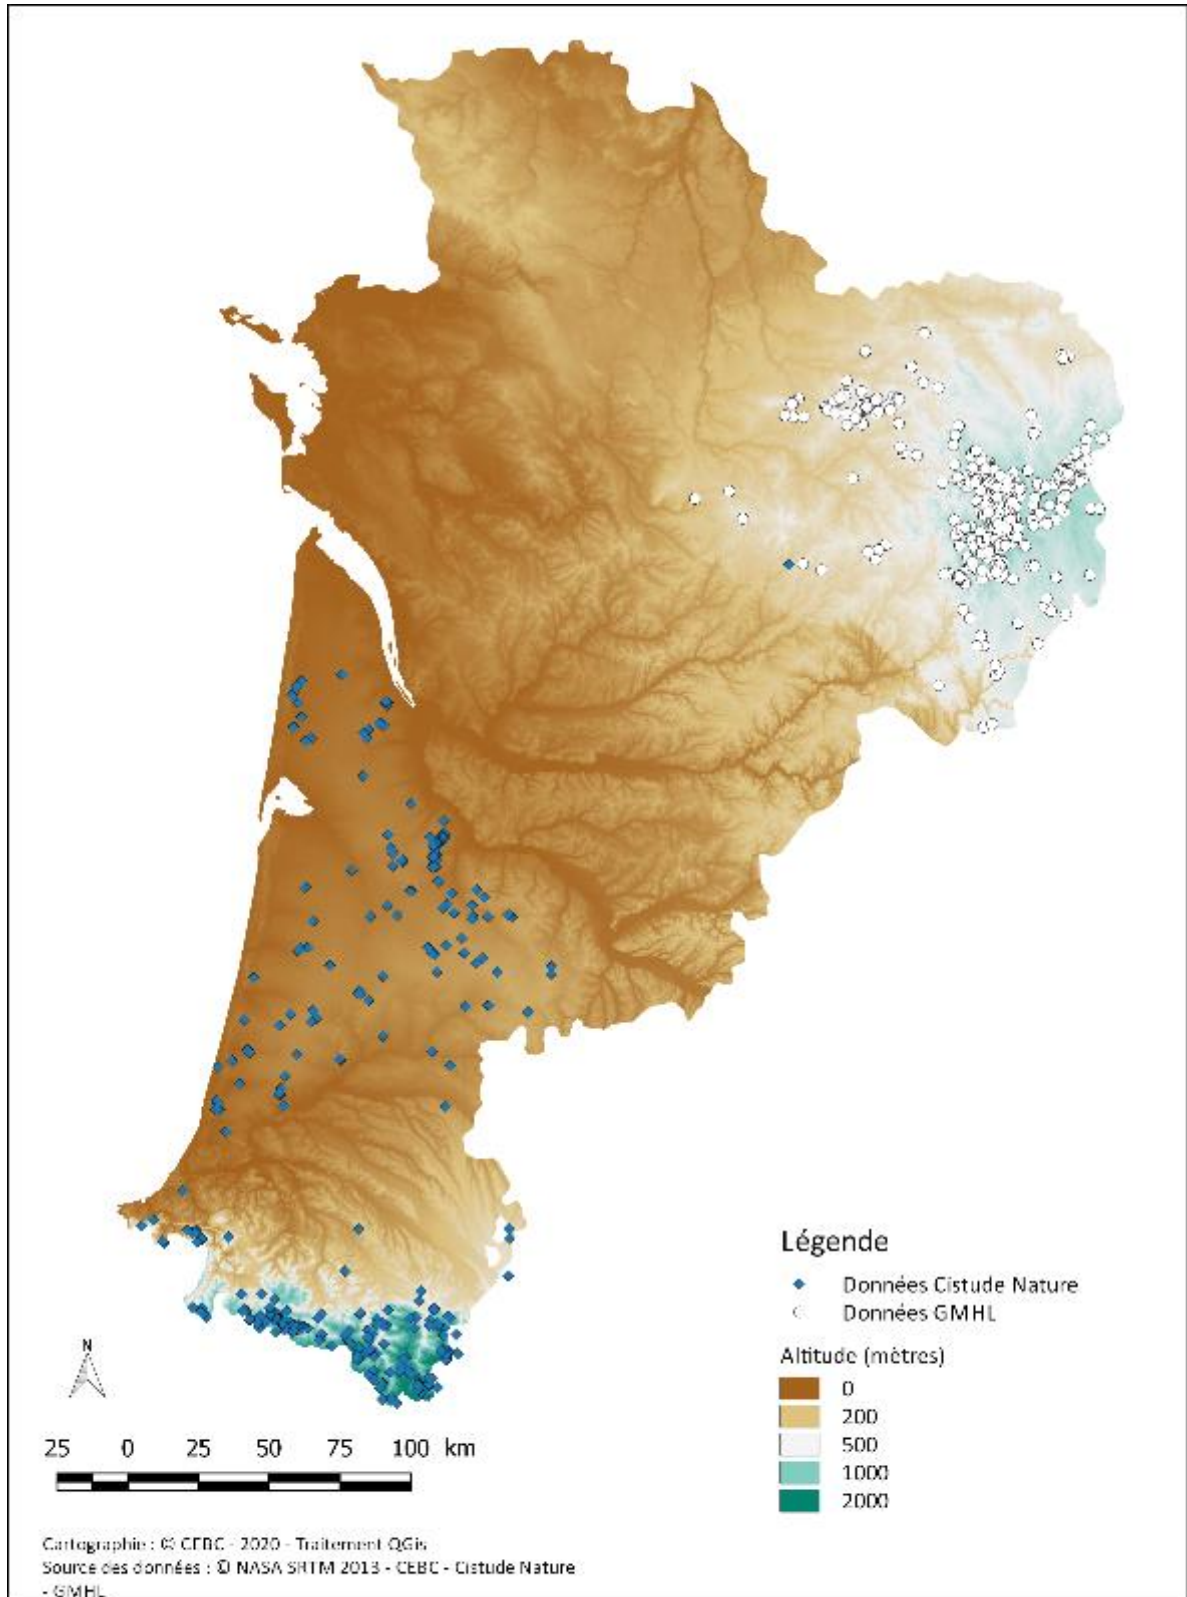 Légende
Données Cistude Nature
Données GMHL
Altitude (mètres)
0
200
500
1000
2000
N
25 0 25 50 75 100 km
Cartographie : © CEBC - 2020 - Traitement QGis
Source des données : © NASA SRTM 2013 - CEBC - Cistude Nature
- GMHL